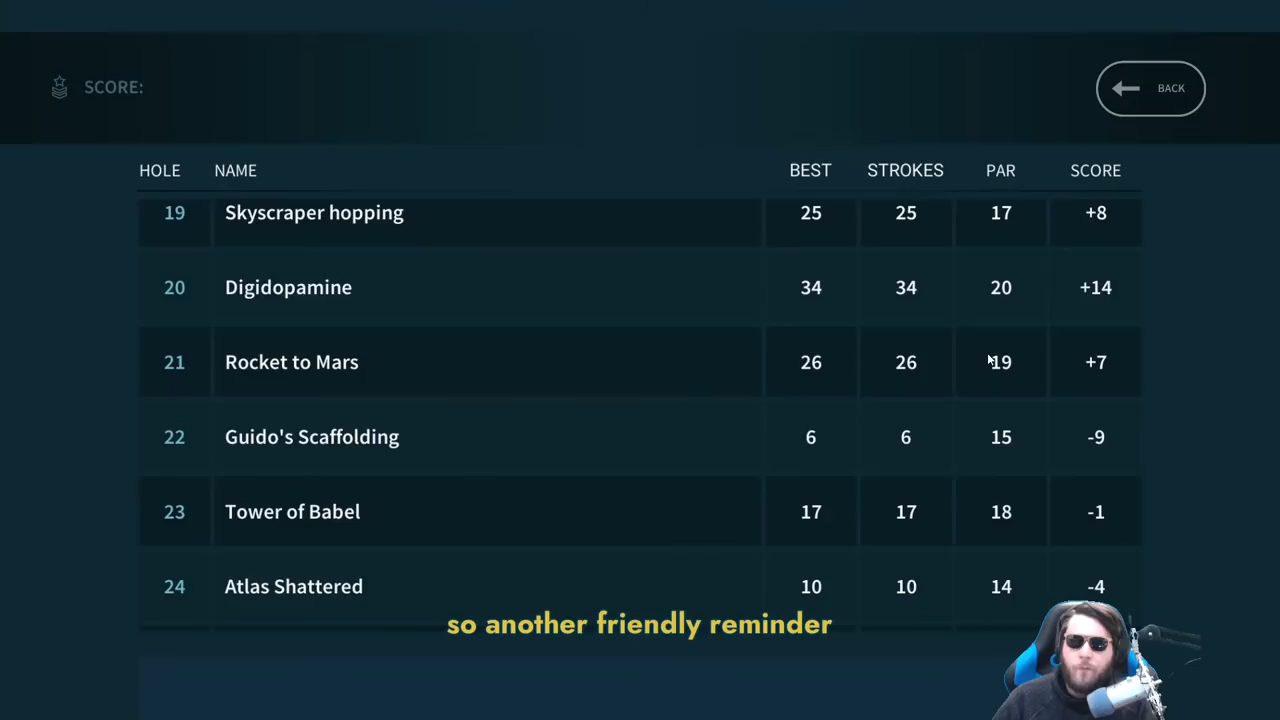 SCORE:
BACK
HOLE NAME BEST STROKES PAR SCORE
19 Skyscraper hopping 25 25 17 +8
20 Digidopamine 34 34 20 +14
21 Rocket to Mars 26 26 19 +7
22 Guido's Scaffolding 6 6 15 -9
23 Tower of Babel 17 17 18 -1
24 Atlas Shattered 10 10 14 -4
so another friendly reminder